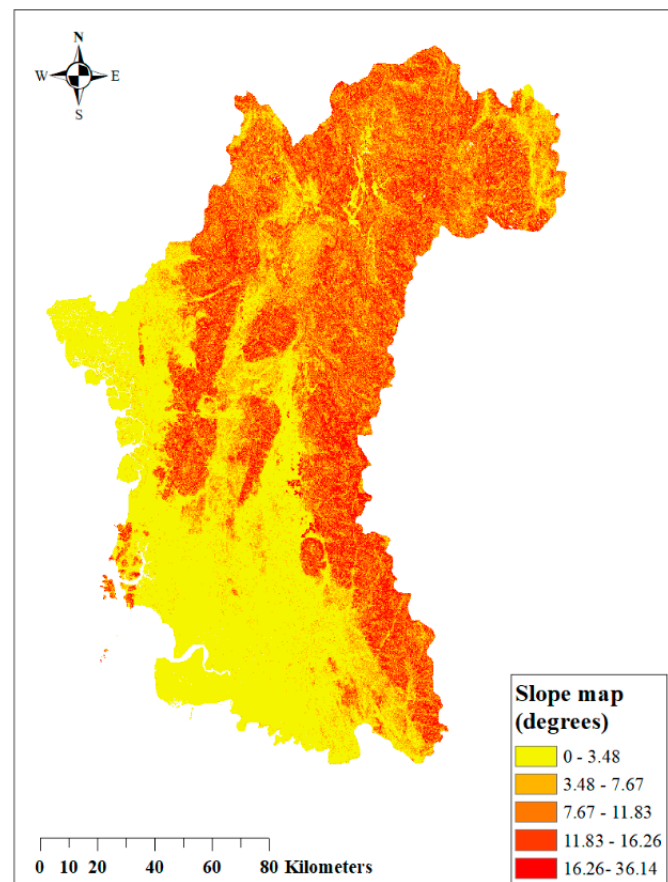 N
W E
S
Slope map
(degrees)
0 - 3.48
3.48 - 7.67
7.67 - 11.83
11.83 - 16.26
16.26- 36.14
0 10 20 40 60 80 Kilometers